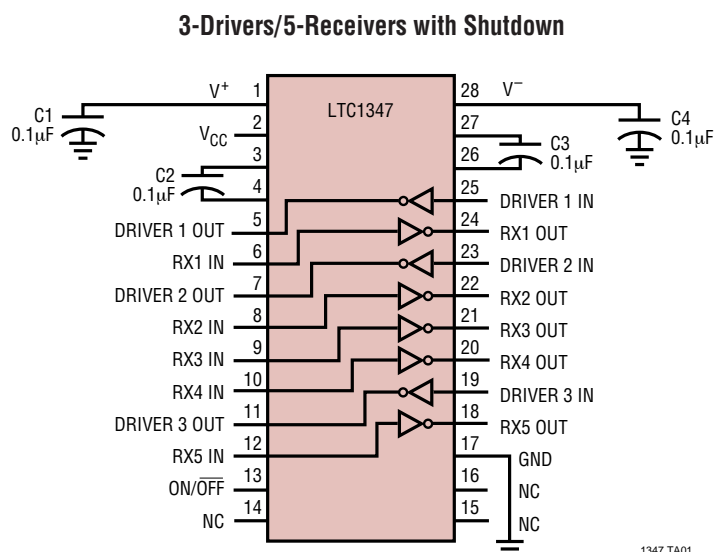 3-Drivers/5-Receivers with Shutdown
LTC1347
V+ 1
C1
0.1µF
2
VCC
3
C2
0.1µF
4
DRIVER 1 OUT 5
RX1 IN 6
DRIVER 2 OUT 7
RX2 IN 8
RX3 IN 9
RX4 IN 10
DRIVER 3 OUT 11
RX5 IN 12
ON/O̅F̅F̅ 13
NC 14
28 V–
C4
0.1µF
27
C3
0.1µF
26
25 DRIVER 1 IN
24 RX1 OUT
23 DRIVER 2 IN
22 RX2 OUT
21 RX3 OUT
20 RX4 OUT
19 DRIVER 3 IN
18 RX5 OUT
17 GND
16 NC
15 NC
1347 TA01